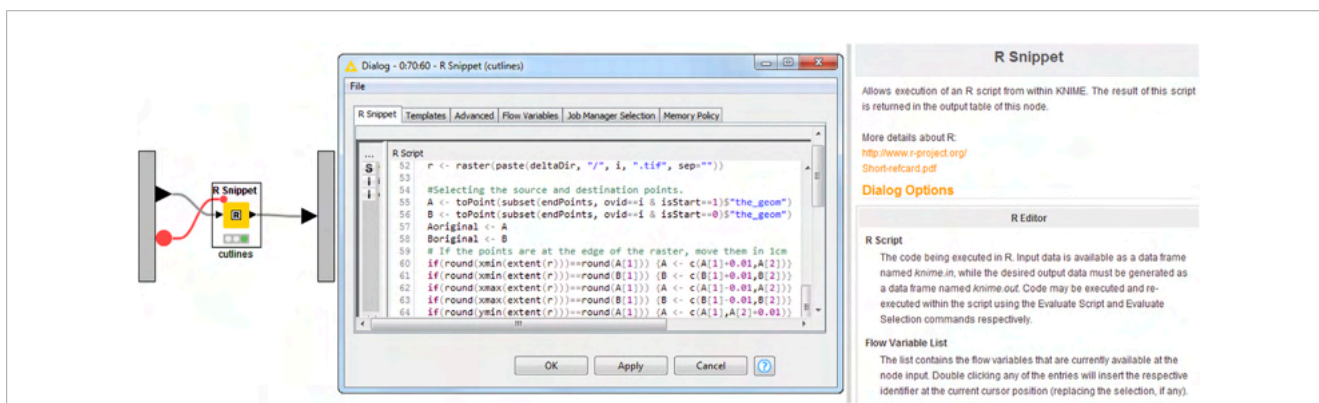 R Snippet
cutlines
Dialog - 0:70:60 - R Snippet (cutlines)
File
R Snippet Templates Advanced Flow Variables Job Manager Selection Memory Policy
...
S
R Script
52 r <- raster(paste(deltaDir, "/", i, ".tif", sep=""))
53
54 #Selecting the source and destination points.
55 A <- toPoint(subset(endPoints, ovid==i & isStart==1)$"the_geom")
56 B <- toPoint(subset(endPoints, ovid==i & isStart==0)$"the_geom")
57 Aoriginal <- A
58 Boriginal <- B
59 # If the points are at the edge of the raster, move them in 1cm
60 if(round(xmin(extent(r)))==round(A[1])) {A <- c(A[1]+0.01,A[2])}
61 if(round(xmin(extent(r)))==round(B[1])) {B <- c(B[1]+0.01,B[2])}
62 if(round(xmax(extent(r)))==round(A[1])) {A <- c(A[1]-0.01,A[2])}
63 if(round(xmax(extent(r)))==round(B[1])) {B <- c(B[1]-0.01,B[2])}
64 if(round(ymin(extent(r)))==round(A[1])) {A <- c(A[1],A[2]+0.01)}
OK Apply Cancel ?
R Snippet
Allows execution of an R script from within KNIME. The result of this script
is returned in the output table of this node.
More details about R:
http://www.r-project.org/
Short-refcard.pdf
Dialog Options
R Editor
R Script
The code being executed in R. Input data is available as a data frame
named knime.in, while the desired output data must be generated as
a data frame named knime.out. Code may be executed and re-
executed within the script using the Evaluate Script and Evaluate
Selection commands respectively.
Flow Variable List
The list contains the flow variables that are currently available at the
node input. Double clicking any of the entries will insert the respective
identifier at the current cursor position (replacing the selection, if any).